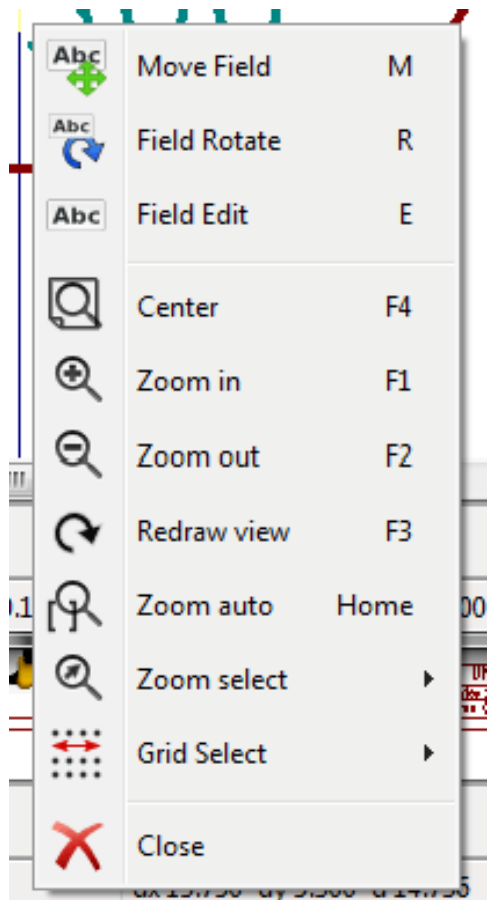 Abc Move Field M
Abc Field Rotate R
Abc Field Edit E
Center F4
Zoom in F1
Zoom out F2
Redraw view F3
Zoom auto Home
Zoom select
Grid Select
Close